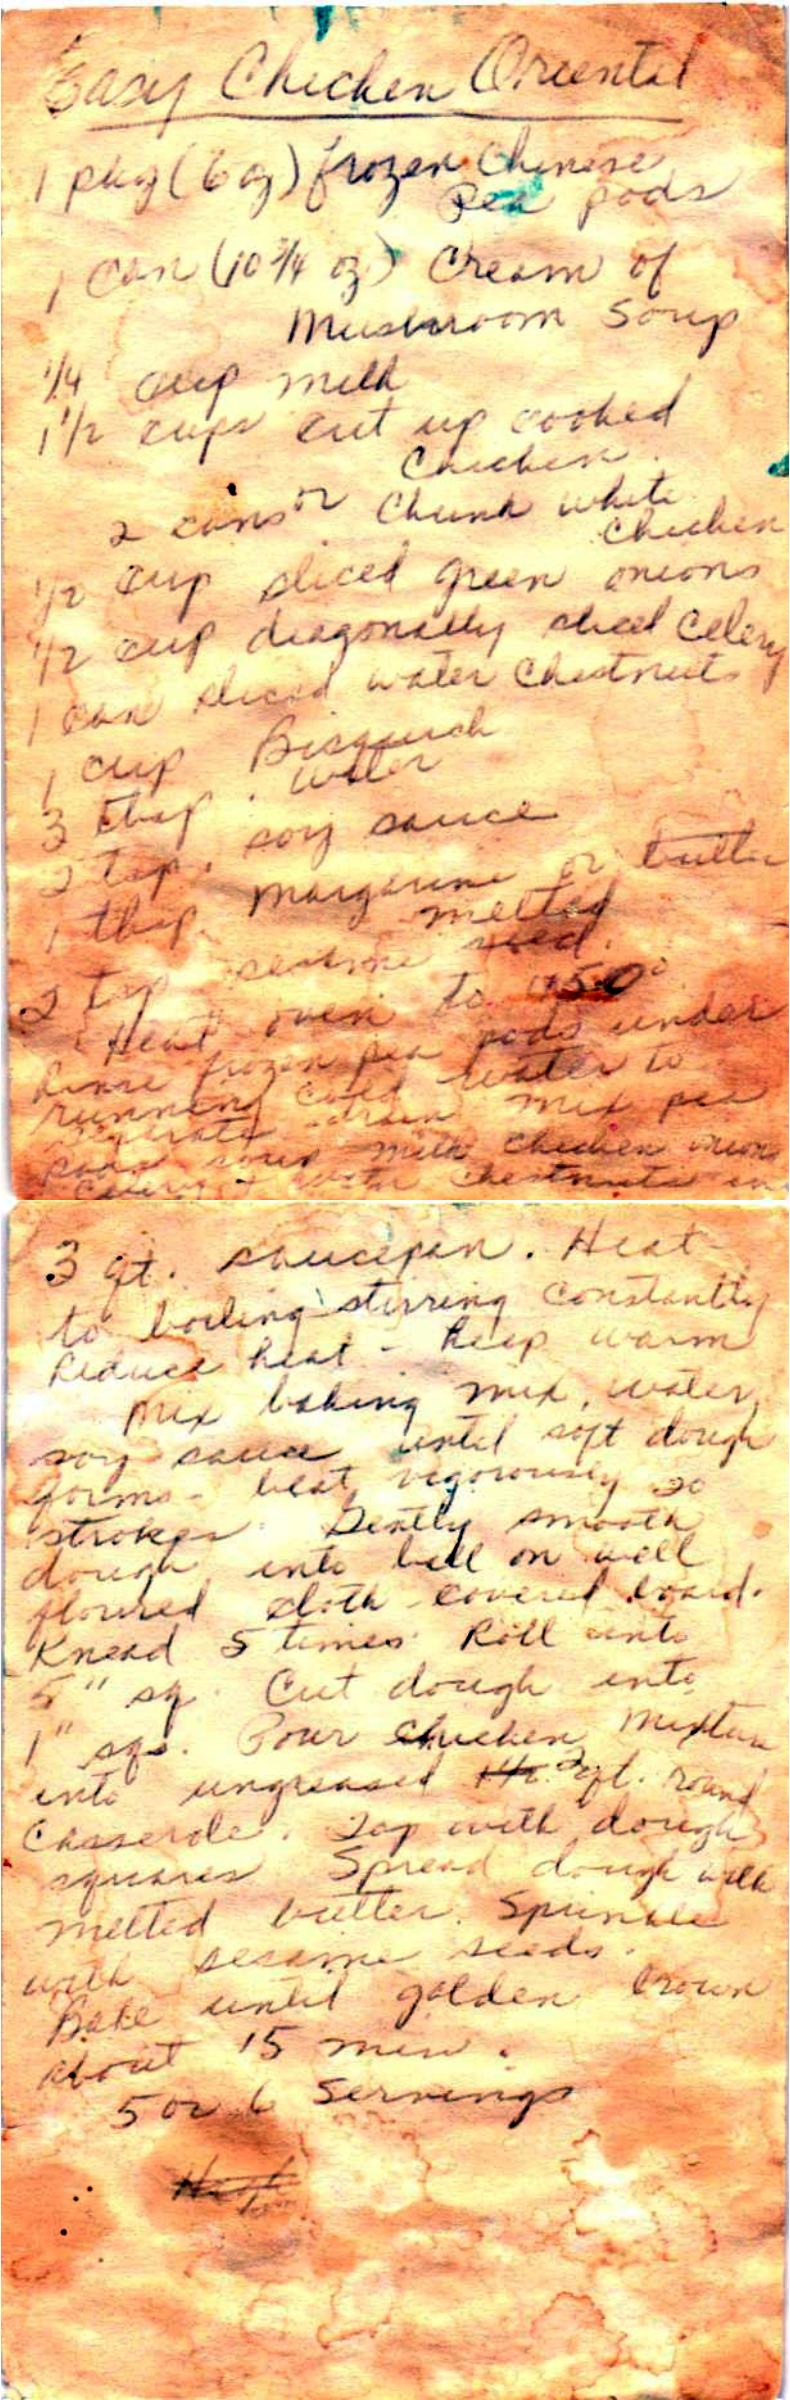 Easy Chicken Oriental
1 pkg (6 oz) frozen Chinese
Pea pods
1 can (10 3/4 oz) Cream of
Mushroom Soup
1/4 cup milk
1 1/2 cups cut up cooked
Chicken.
or
2 cans Chunk white
Chicken
1/2 cup sliced green onions
1/2 cup diagonally sliced Celery
1 can sliced water Chestnuts
1 cup Bisquick
3 tbsp. water
2 tsp. soy sauce
1 tbsp. Margarine or butter
melted
2 tsp sesame seed.
Heat oven to 450°
Rinse frozen pea pods under
running cold water to
seperate drain Mix pea
pods soup milk chicken onions
Celery & water Chestnuts in
3 qt. saucepan. Heat
to boiling stirring Constantly
Reduce heat - Keep warm
Mix baking mix, water,
soy sauce until soft dough
forms - beat vigorously 20
strokes. Gently smooth
dough into ball on well
floured cloth-covered board.
Knead 5 times Roll into
5" sq. Cut dough into
1" sqs. Pour Chicken Mixture
into ungreased 2 qt. round
Casserole. Top with dough
squares Spread dough with
melted butter. Sprinkle
with sesame seeds.
Bake until golden brown
about 15 min.
5 or 6 Servings